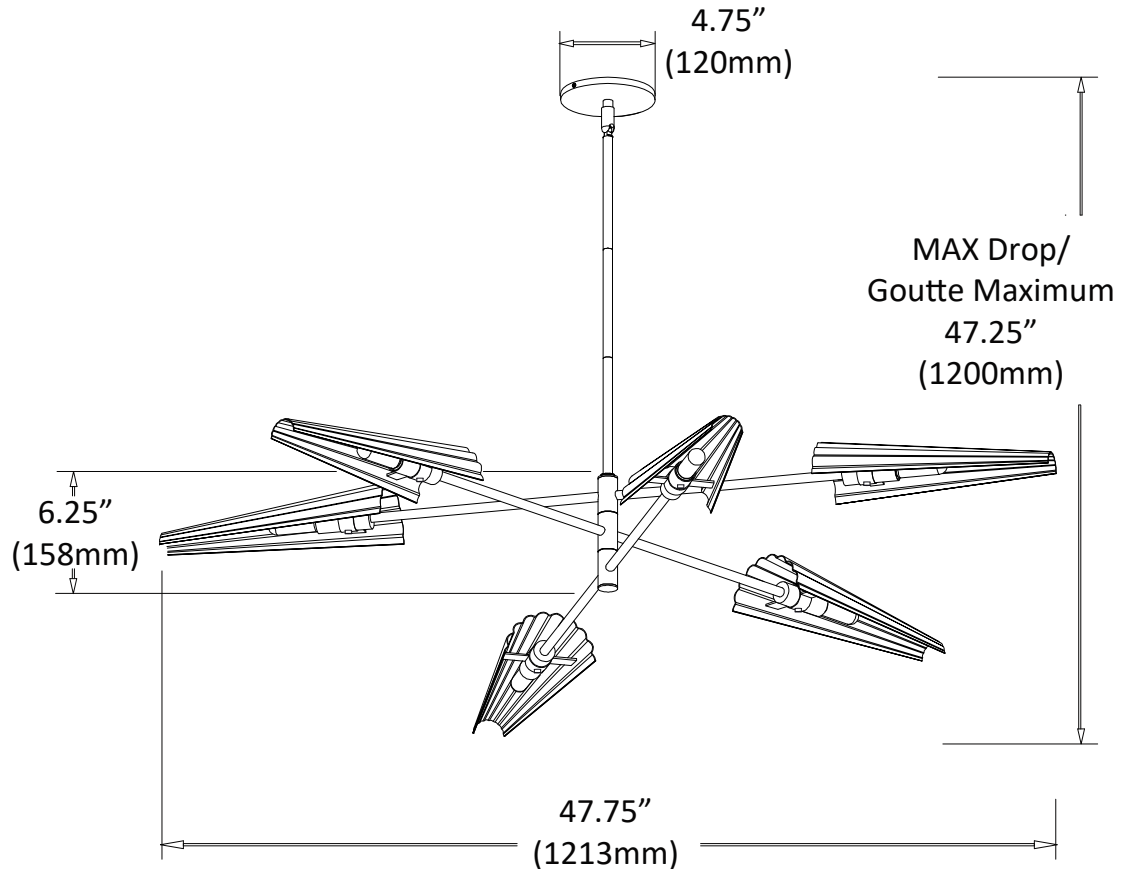 4.75”
(120mm)
MAX Drop/
Goutte Maximum
47.25”
(1200mm)
6.25”
(158mm)
47.75”
(1213mm)